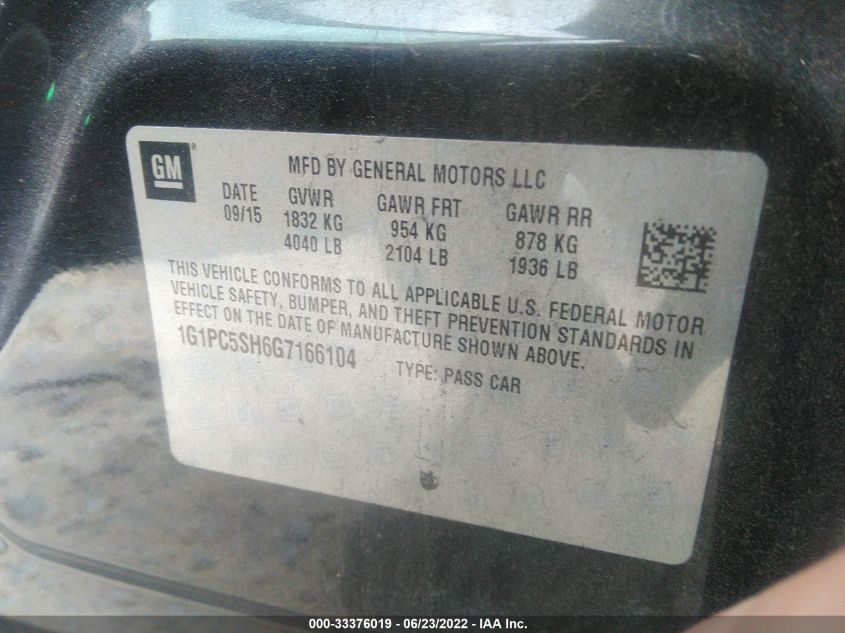 GM ®
MFD BY GENERAL MOTORS LLC
DATE GVWR GAWR FRT GAWR RR
09/15 1832 KG 954 KG 878 KG
4040 LB 2104 LB 1936 LB
THIS VEHICLE CONFORMS TO ALL APPLICABLE U.S. FEDERAL MOTOR
VEHICLE SAFETY, BUMPER, AND THEFT PREVENTION STANDARDS IN
EFFECT ON THE DATE OF MANUFACTURE SHOWN ABOVE.
1G1PC5SH6G7166104 TYPE: PASS CAR
000-33376019 - 06/23/2022 - IAA Inc.